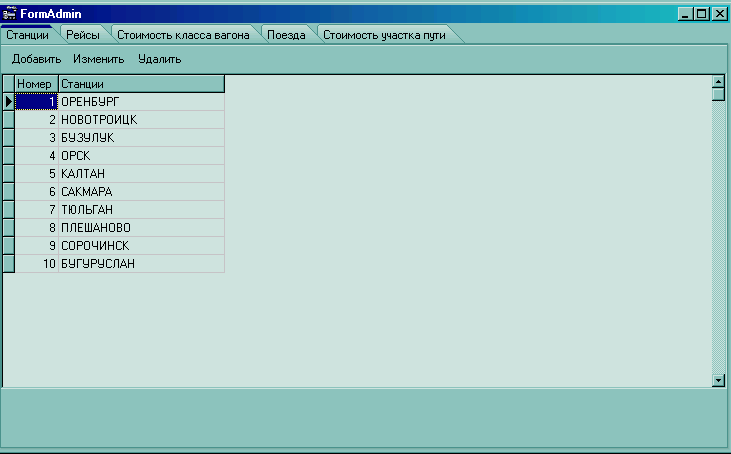 FormAdmin
Станции Рейсы Стоимость класса вагона Поезда Стоимость участка пути
Добавить Изменить Удалить
Номер Станции
1 ОРЕНБУРГ
2 НОВОТРОИЦК
3 БУЗУЛУК
4 ОРСК
5 КАЛТАН
6 САКМАРА
7 ТЮЛЬГАН
8 ПЛЕШАНОВО
9 СОРОЧИНСК
10 БУГУРУСЛАН